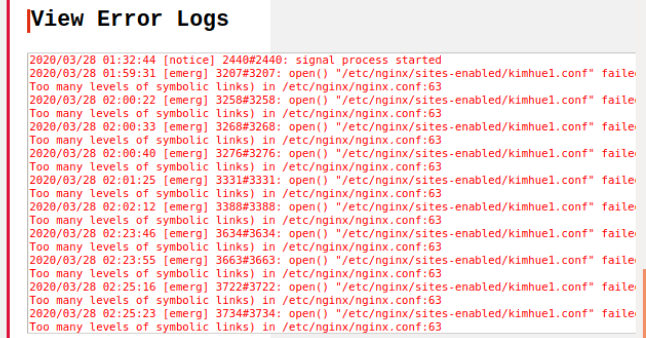 View Error Logs
2020/03/28 01:32:44 [notice] 2440#2440: signal process started
2020/03/28 01:59:31 [emerg] 3207#3207: open() "/etc/nginx/sites-enabled/kimhue1.conf" faile
Too many levels of symbolic links) in /etc/nginx/nginx.conf:63
2020/03/28 02:00:22 [emerg] 3258#3258: open() "/etc/nginx/sites-enabled/kimhue1.conf" faile
Too many levels of symbolic links) in /etc/nginx/nginx.conf:63
2020/03/28 02:00:33 [emerg] 3268#3268: open() "/etc/nginx/sites-enabled/kimhue1.conf" faile
Too many levels of symbolic links) in /etc/nginx/nginx.conf:63
2020/03/28 02:00:40 [emerg] 3276#3276: open() "/etc/nginx/sites-enabled/kimhue1.conf" faile
Too many levels of symbolic links) in /etc/nginx/nginx.conf:63
2020/03/28 02:01:25 [emerg] 3331#3331: open() "/etc/nginx/sites-enabled/kimhue1.conf" faile
Too many levels of symbolic links) in /etc/nginx/nginx.conf:63
2020/03/28 02:02:12 [emerg] 3388#3388: open() "/etc/nginx/sites-enabled/kimhue1.conf" faile
Too many levels of symbolic links) in /etc/nginx/nginx.conf:63
2020/03/28 02:23:46 [emerg] 3634#3634: open() "/etc/nginx/sites-enabled/kimhue1.conf" faile
Too many levels of symbolic links) in /etc/nginx/nginx.conf:63
2020/03/28 02:23:55 [emerg] 3663#3663: open() "/etc/nginx/sites-enabled/kimhue1.conf" faile
Too many levels of symbolic links) in /etc/nginx/nginx.conf:63
2020/03/28 02:25:16 [emerg] 3722#3722: open() "/etc/nginx/sites-enabled/kimhue1.conf" faile
Too many levels of symbolic links) in /etc/nginx/nginx.conf:63
2020/03/28 02:25:23 [emerg] 3734#3734: open() "/etc/nginx/sites-enabled/kimhue1.conf" faile
Too many levels of symbolic links) in /etc/nginx/nginx.conf:63